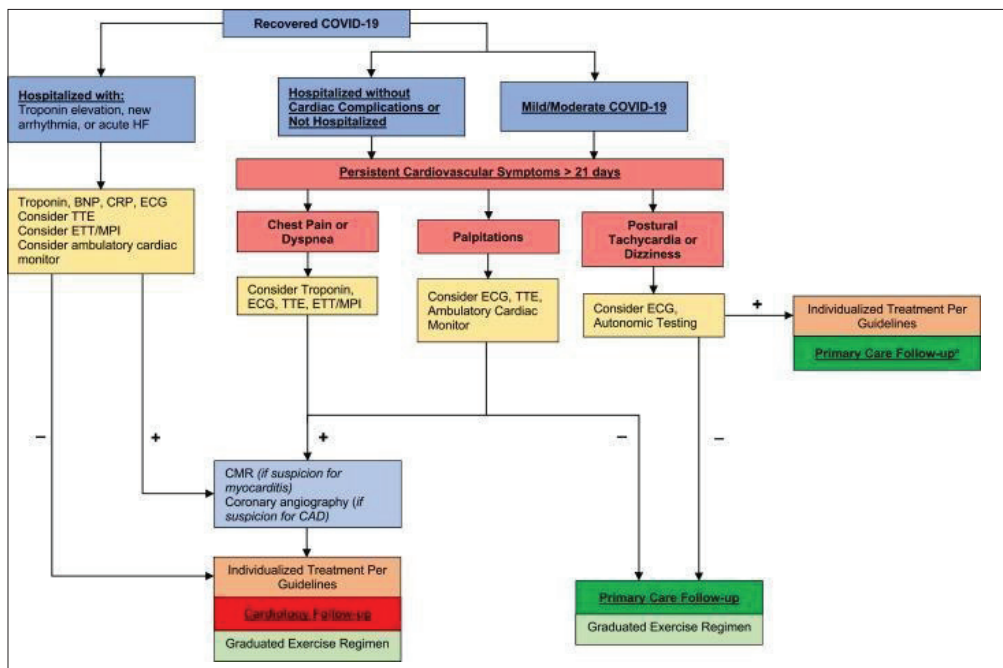 Recovered COVID-19
Hospitalized with:
Troponin elevation, new
arrhythmia, or acute HF
Hospitalized without
Cardiac Complications or
Not Hospitalized
Mild/Moderate COVID-19
Persistent Cardiovascular Symptoms > 21 days
Troponin, BNP, CRP, ECG
Consider TTE
Consider ETT/MPI
Consider ambulatory cardiac
monitor
Chest Pain or
Dyspnea
Palpitations
Postural
Tachycardia or
Dizziness
Consider Troponin,
ECG, TTE, ETT/MPI
Consider ECG, TTE,
Ambulatory Cardiac
Monitor
Consider ECG,
Autonomic Testing
+
Individualized Treatment Per
Guidelines
Primary Care Follow-up*
–
+
+
–
–
CMR (if suspicion for
myocarditis)
Coronary angiography (if
suspicion for CAD)
Individualized Treatment Per
Guidelines
Cardiology Follow-up
Graduated Exercise Regimen
Primary Care Follow-up
Graduated Exercise Regimen